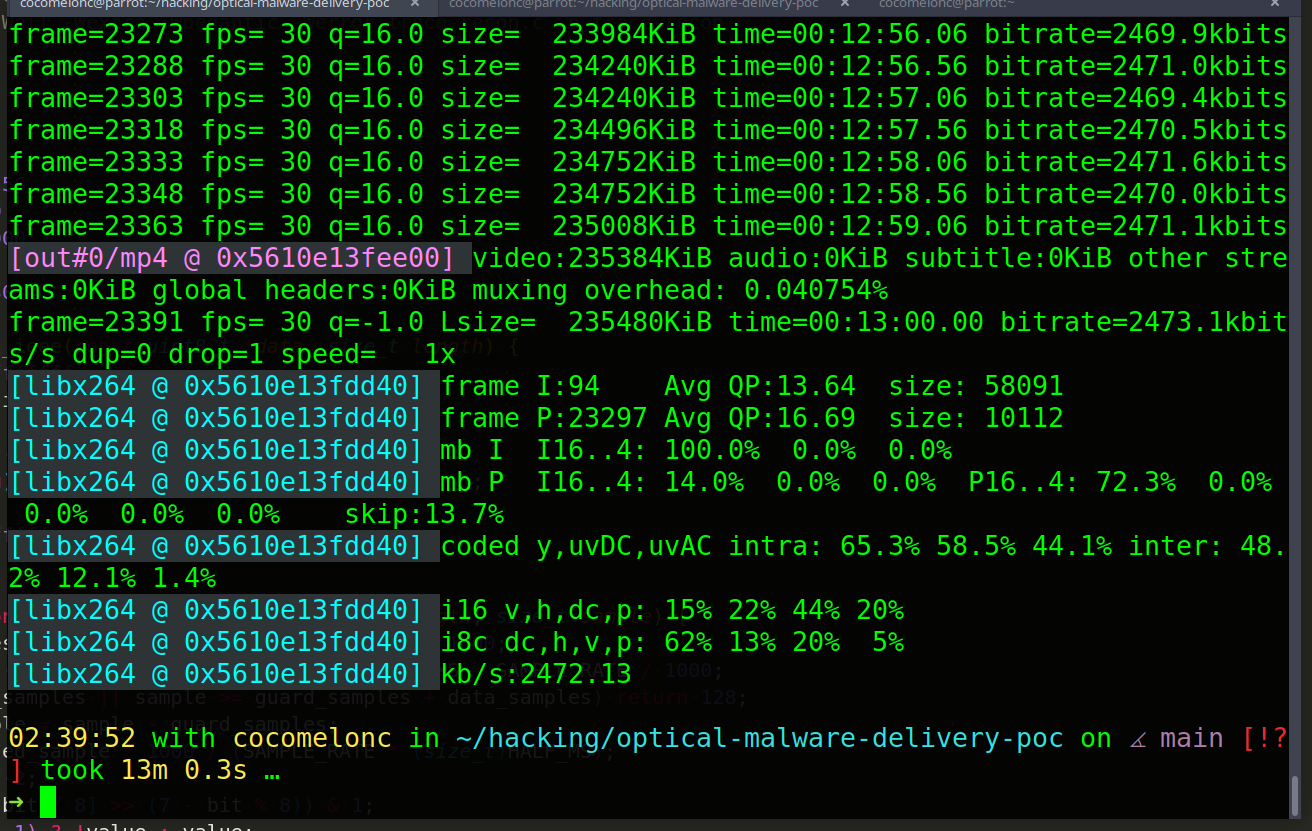 cocomelonc@parrot:~/hacking/optical-malware-delivery-poc × cocomelonc@parrot:~/hacking/optical-malware-delivery-poc × cocomelonc@parrot:~ ×
frame=23273 fps= 30 q=16.0 size=  233984KiB time=00:12:56.06 bitrate=2469.9kbits
frame=23288 fps= 30 q=16.0 size=  234240KiB time=00:12:56.56 bitrate=2471.0kbits
frame=23303 fps= 30 q=16.0 size=  234240KiB time=00:12:57.06 bitrate=2469.4kbits
frame=23318 fps= 30 q=16.0 size=  234496KiB time=00:12:57.56 bitrate=2470.5kbits
frame=23333 fps= 30 q=16.0 size=  234752KiB time=00:12:58.06 bitrate=2471.6kbits
frame=23348 fps= 30 q=16.0 size=  234752KiB time=00:12:58.56 bitrate=2470.0kbits
frame=23363 fps= 30 q=16.0 size=  235008KiB time=00:12:59.06 bitrate=2471.1kbits
[out#0/mp4 @ 0x5610e13fee00] video:235384KiB audio:0KiB subtitle:0KiB other stre
ams:0KiB global headers:0KiB muxing overhead: 0.040754%
frame=23391 fps= 30 q=-1.0 Lsize=  235480KiB time=00:13:00.00 bitrate=2473.1kbit
s/s dup=0 drop=1 speed=   1x
[libx264 @ 0x5610e13fdd40] frame I:94    Avg QP:13.64  size: 58091
[libx264 @ 0x5610e13fdd40] frame P:23297 Avg QP:16.69  size: 10112
[libx264 @ 0x5610e13fdd40] mb I  I16..4: 100.0%  0.0%  0.0%
[libx264 @ 0x5610e13fdd40] mb P  I16..4: 14.0%  0.0%  0.0%  P16..4: 72.3%  0.0%
 0.0%  0.0%  0.0%    skip:13.7%
[libx264 @ 0x5610e13fdd40] coded y,uvDC,uvAC intra: 65.3% 58.5% 44.1% inter: 48.
2% 12.1% 1.4%
[libx264 @ 0x5610e13fdd40] i16 v,h,dc,p: 15% 22% 44% 20%
[libx264 @ 0x5610e13fdd40] i8c dc,h,v,p: 62% 13% 20%  5%
[libx264 @ 0x5610e13fdd40] kb/s:2472.13
samples || sample >= guard_samples + data_samples) return 128;
02:39:52 with cocomelonc in ~/hacking/optical-malware-delivery-poc on main [!?
] took 13m 0.3s …
➜